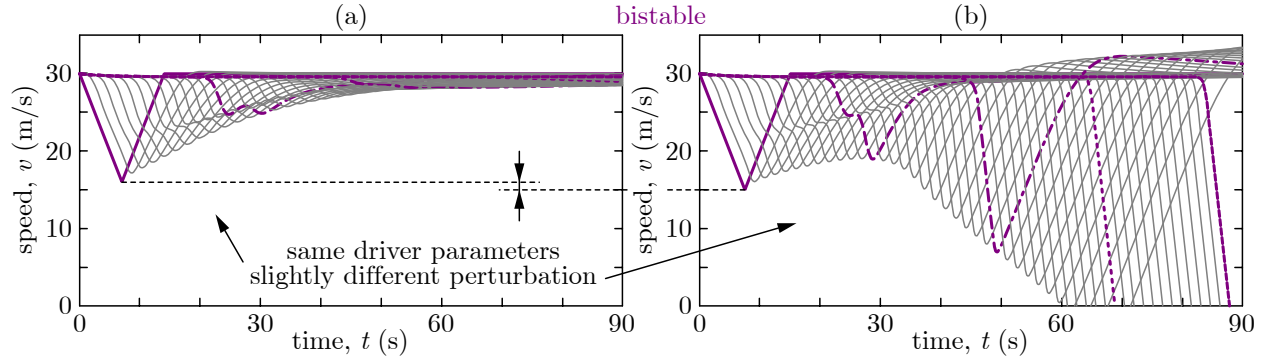 (a) bistable (b)
speed, v (m/s)
30
20
10
0
0 30 60 90
time, t (s)
same driver parameters
slightly different perturbation
speed, v (m/s)
30
20
10
0
0 30 60 90
time, t (s)